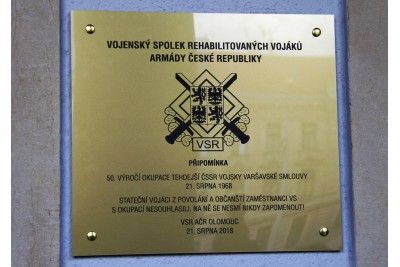 VOJENSKÝ SPOLEK REHABILITOVANÝCH VOJÁKŮ
ARMÁDY ČESKÉ REPUBLIKY
VSR
PŘIPOMÍNKA
50. VÝROČÍ OKUPACE TEHDEJŠÍ ČSSR VOJSKY VARŠAVSKÉ SMLOUVY
21. SRPNA 1968
STATEČNÍ VOJÁCI Z POVOLÁNÍ A OBČANŠTÍ ZAMĚSTNANCI VS
S OKUPACÍ NESOUHLASILI. NA NĚ SE NESMÍ NIKDY ZAPOMENOUT!
VSR AČR OLOMOUC
21. SRPNA 2018